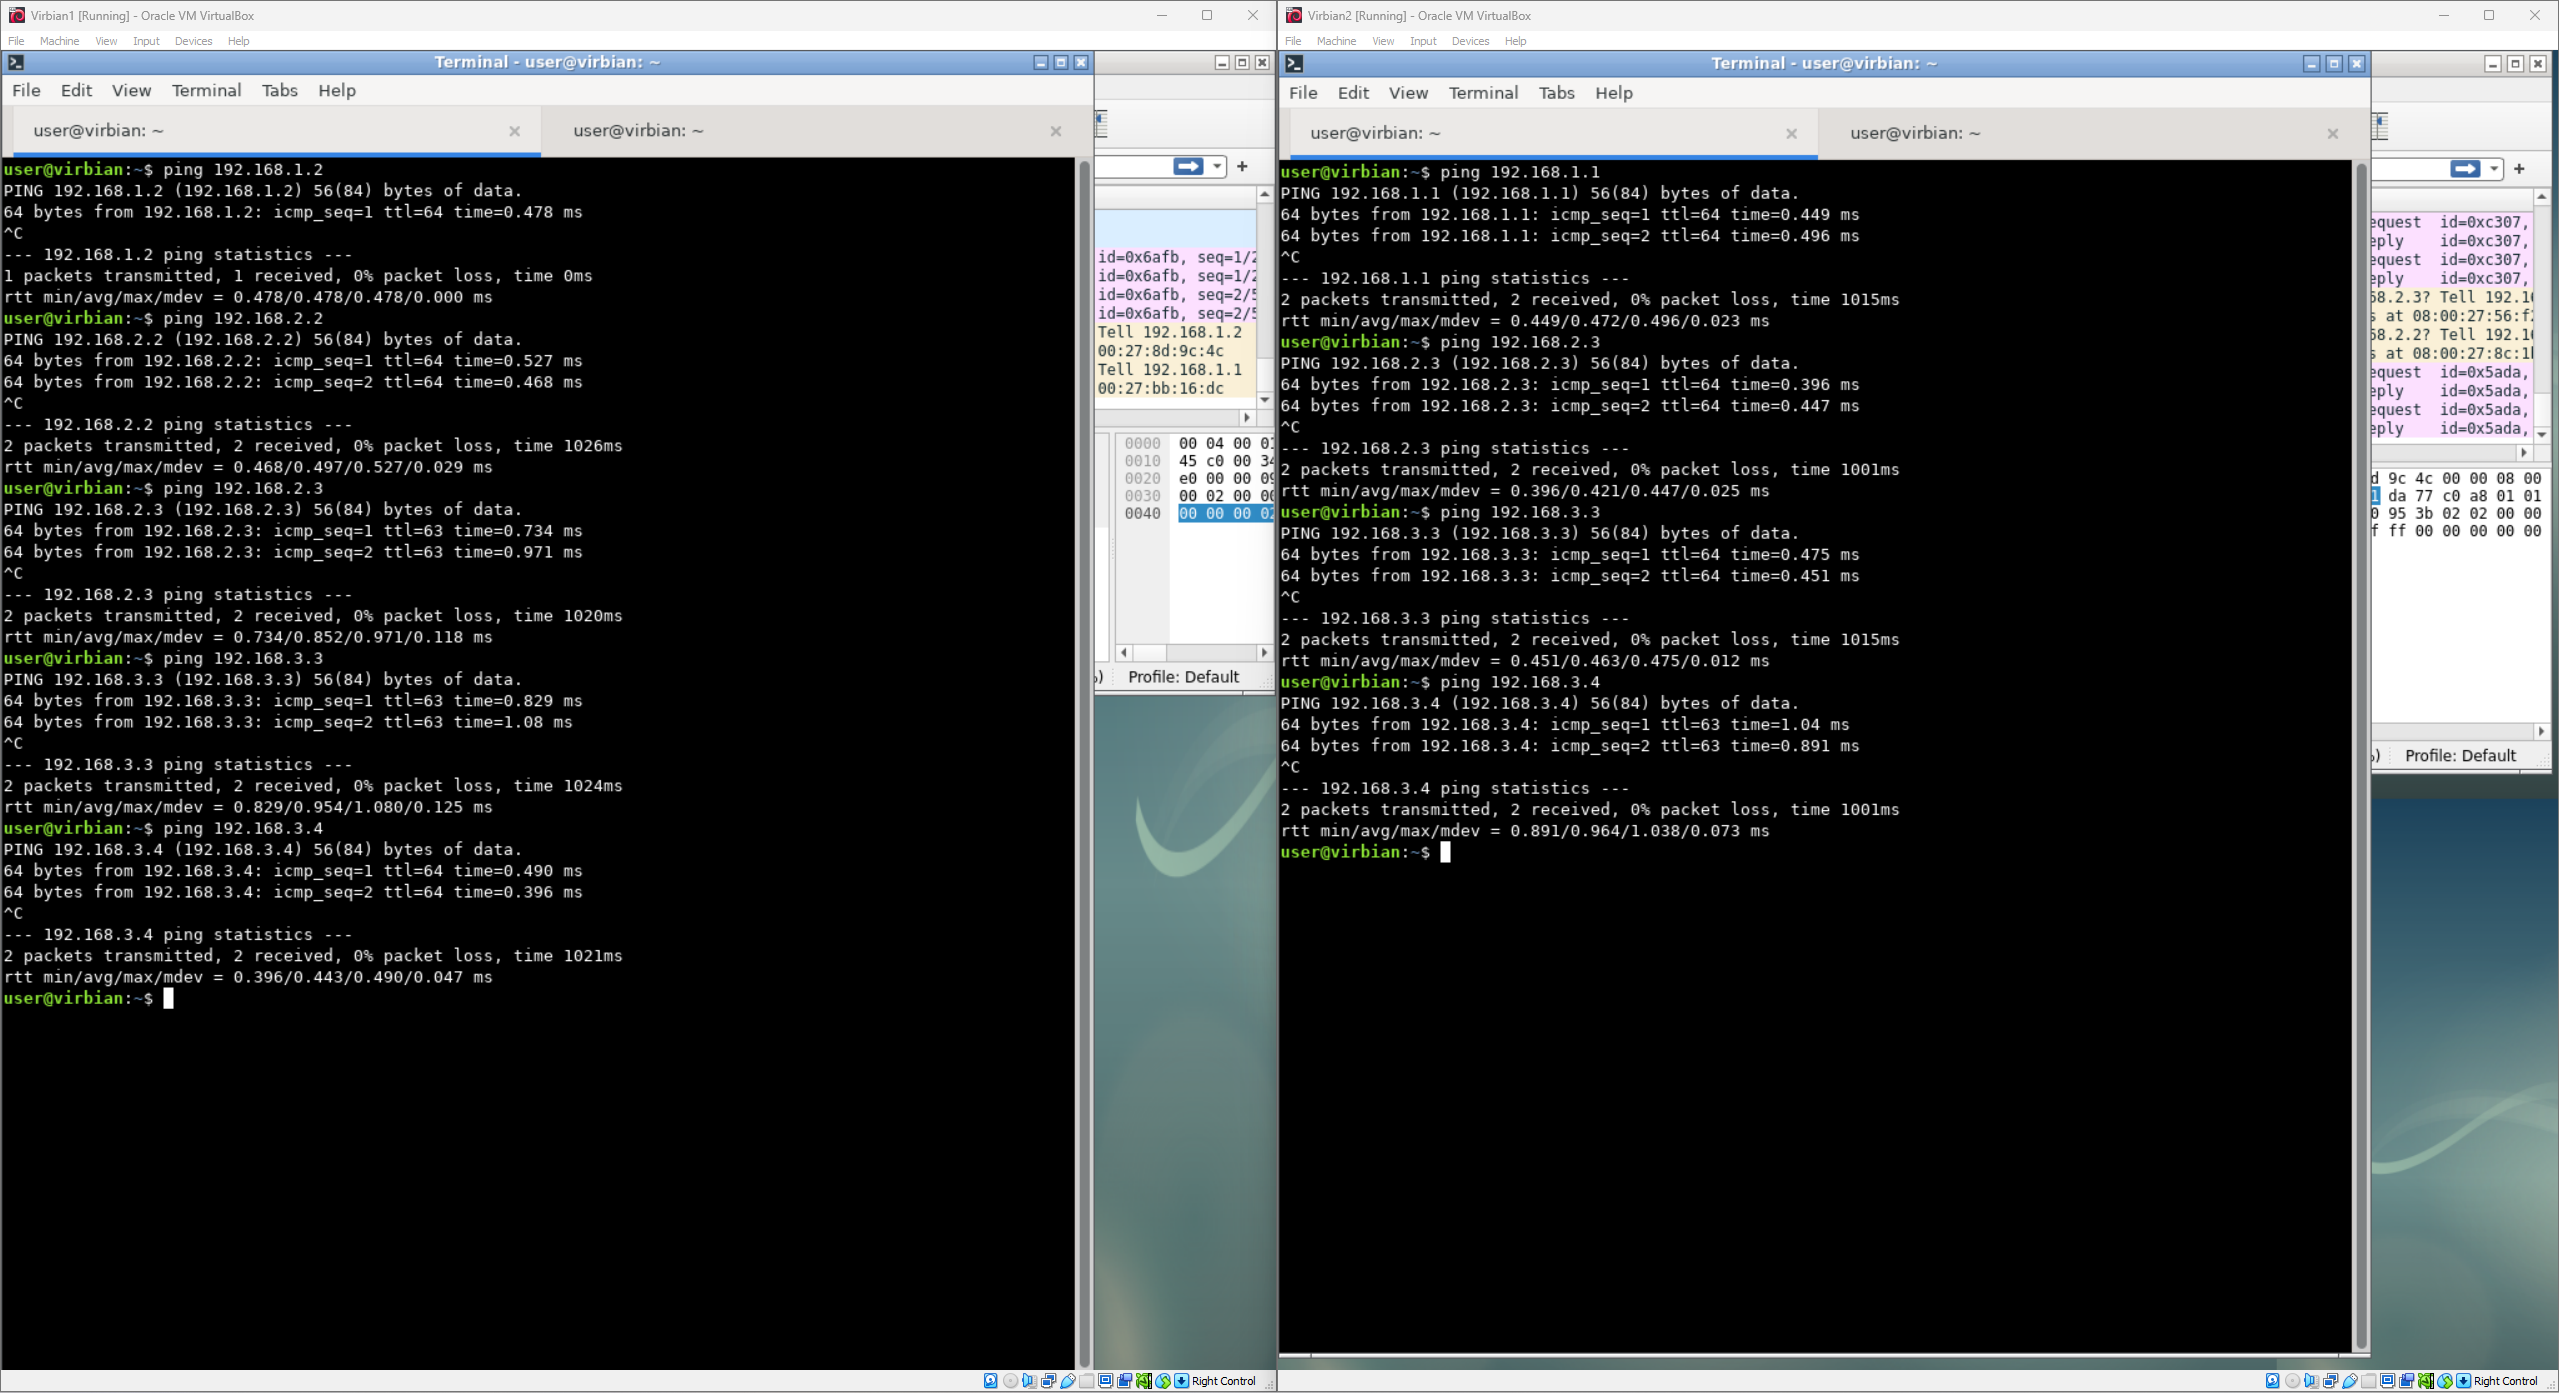 Virbian1 [Running] - Oracle VM VirtualBox
File Machine View Input Devices Help
Terminal - user@virbian: ~
File Edit View Terminal Tabs Help
user@virbian: ~ user@virbian: ~
user@virbian:~$ ping 192.168.1.2
PING 192.168.1.2 (192.168.1.2) 56(84) bytes of data.
64 bytes from 192.168.1.2: icmp_seq=1 ttl=64 time=0.478 ms
^C
--- 192.168.1.2 ping statistics ---
1 packets transmitted, 1 received, 0% packet loss, time 0ms
rtt min/avg/max/mdev = 0.478/0.478/0.478/0.000 ms
user@virbian:~$ ping 192.168.2.2
PING 192.168.2.2 (192.168.2.2) 56(84) bytes of data.
64 bytes from 192.168.2.2: icmp_seq=1 ttl=64 time=0.527 ms
64 bytes from 192.168.2.2: icmp_seq=2 ttl=64 time=0.468 ms
^C
--- 192.168.2.2 ping statistics ---
2 packets transmitted, 2 received, 0% packet loss, time 1026ms
rtt min/avg/max/mdev = 0.468/0.497/0.527/0.029 ms
user@virbian:~$ ping 192.168.2.3
PING 192.168.2.3 (192.168.2.3) 56(84) bytes of data.
64 bytes from 192.168.2.3: icmp_seq=1 ttl=63 time=0.734 ms
64 bytes from 192.168.2.3: icmp_seq=2 ttl=63 time=0.971 ms
^C
--- 192.168.2.3 ping statistics ---
2 packets transmitted, 2 received, 0% packet loss, time 1020ms
rtt min/avg/max/mdev = 0.734/0.852/0.971/0.118 ms
user@virbian:~$ ping 192.168.3.3
PING 192.168.3.3 (192.168.3.3) 56(84) bytes of data.
64 bytes from 192.168.3.3: icmp_seq=1 ttl=63 time=0.829 ms
64 bytes from 192.168.3.3: icmp_seq=2 ttl=63 time=1.08 ms
^C
--- 192.168.3.3 ping statistics ---
2 packets transmitted, 2 received, 0% packet loss, time 1024ms
rtt min/avg/max/mdev = 0.829/0.954/1.080/0.125 ms
user@virbian:~$ ping 192.168.3.4
PING 192.168.3.4 (192.168.3.4) 56(84) bytes of data.
64 bytes from 192.168.3.4: icmp_seq=1 ttl=64 time=0.490 ms
64 bytes from 192.168.3.4: icmp_seq=2 ttl=64 time=0.396 ms
^C
--- 192.168.3.4 ping statistics ---
2 packets transmitted, 2 received, 0% packet loss, time 1021ms
rtt min/avg/max/mdev = 0.396/0.443/0.490/0.047 ms
user@virbian:~$
id=0x6afb, seq=1/2
id=0x6afb, seq=1/2
id=0x6afb, seq=2/5
id=0x6afb, seq=2/5
Tell 192.168.1.2
00:27:8d:9c:4c
Tell 192.168.1.1
00:27:bb:16:dc
0000 00 04 00 01
0010 45 c0 00 34
0020 e0 00 00 09
0030 00 02 00 00
0040 00 00 00 02
Profile: Default
Right Control
Virbian2 [Running] - Oracle VM VirtualBox
File Machine View Input Devices Help
Terminal - user@virbian: ~
File Edit View Terminal Tabs Help
user@virbian: ~ user@virbian: ~
user@virbian:~$ ping 192.168.1.1
PING 192.168.1.1 (192.168.1.1) 56(84) bytes of data.
64 bytes from 192.168.1.1: icmp_seq=1 ttl=64 time=0.449 ms
64 bytes from 192.168.1.1: icmp_seq=2 ttl=64 time=0.496 ms
^C
--- 192.168.1.1 ping statistics ---
2 packets transmitted, 2 received, 0% packet loss, time 1015ms
rtt min/avg/max/mdev = 0.449/0.472/0.496/0.023 ms
user@virbian:~$ ping 192.168.2.3
PING 192.168.2.3 (192.168.2.3) 56(84) bytes of data.
64 bytes from 192.168.2.3: icmp_seq=1 ttl=64 time=0.396 ms
64 bytes from 192.168.2.3: icmp_seq=2 ttl=64 time=0.447 ms
^C
--- 192.168.2.3 ping statistics ---
2 packets transmitted, 2 received, 0% packet loss, time 1001ms
rtt min/avg/max/mdev = 0.396/0.421/0.447/0.025 ms
user@virbian:~$ ping 192.168.3.3
PING 192.168.3.3 (192.168.3.3) 56(84) bytes of data.
64 bytes from 192.168.3.3: icmp_seq=1 ttl=64 time=0.475 ms
64 bytes from 192.168.3.3: icmp_seq=2 ttl=64 time=0.451 ms
^C
--- 192.168.3.3 ping statistics ---
2 packets transmitted, 2 received, 0% packet loss, time 1015ms
rtt min/avg/max/mdev = 0.451/0.463/0.475/0.012 ms
user@virbian:~$ ping 192.168.3.4
PING 192.168.3.4 (192.168.3.4) 56(84) bytes of data.
64 bytes from 192.168.3.4: icmp_seq=1 ttl=63 time=1.04 ms
64 bytes from 192.168.3.4: icmp_seq=2 ttl=63 time=0.891 ms
^C
--- 192.168.3.4 ping statistics ---
2 packets transmitted, 2 received, 0% packet loss, time 1001ms
rtt min/avg/max/mdev = 0.891/0.964/1.038/0.073 ms
user@virbian:~$
equest id=0xc307,
eply id=0xc307,
equest id=0xc307,
eply id=0xc307,
68.2.3? Tell 192.1
s at 08:00:27:56:f
68.2.2? Tell 192.1
s at 08:00:27:8c:1
equest id=0x5ada,
eply id=0x5ada,
equest id=0x5ada,
eply id=0x5ada,
d 9c 4c 00 00 08 00
1 da 77 c0 a8 01 01
0 95 3b 02 02 00 00
f ff 00 00 00 00 00
Profile: Default
Right Control